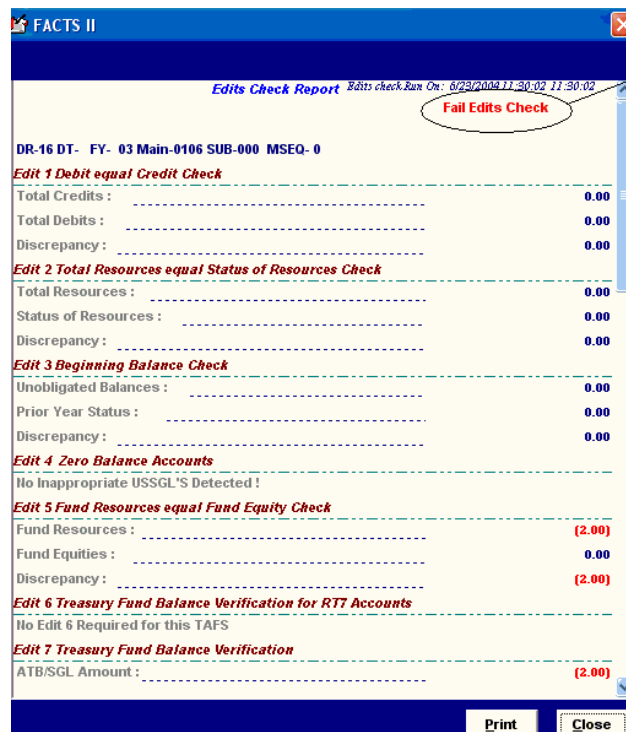 FACTS II
Edits Check Report Edits check Run On: 6/23/2004 11:30:02 11:30:02
Fail Edits Check
DR-16 DT- FY- 03 Main-0106 SUB-000 MSEQ- 0
Edit 1 Debit equal Credit Check
Total Credits : 0.00
Total Debits : 0.00
Discrepancy : 0.00
Edit 2 Total Resources equal Status of Resources Check
Total Resources : 0.00
Status of Resources : 0.00
Discrepancy : 0.00
Edit 3 Beginning Balance Check
Unobligated Balances : 0.00
Prior Year Status : 0.00
Discrepancy : 0.00
Edit 4 Zero Balance Accounts
No Inappropriate USSGL'S Detected !
Edit 5 Fund Resources equal Fund Equity Check
Fund Resources : (2.00)
Fund Equities : 0.00
Discrepancy : (2.00)
Edit 6 Treasury Fund Balance Verification for RT7 Accounts
No Edit 6 Required for this TAFS
Edit 7 Treasury Fund Balance Verification
ATB/SGL Amount : (2.00)
Print Close